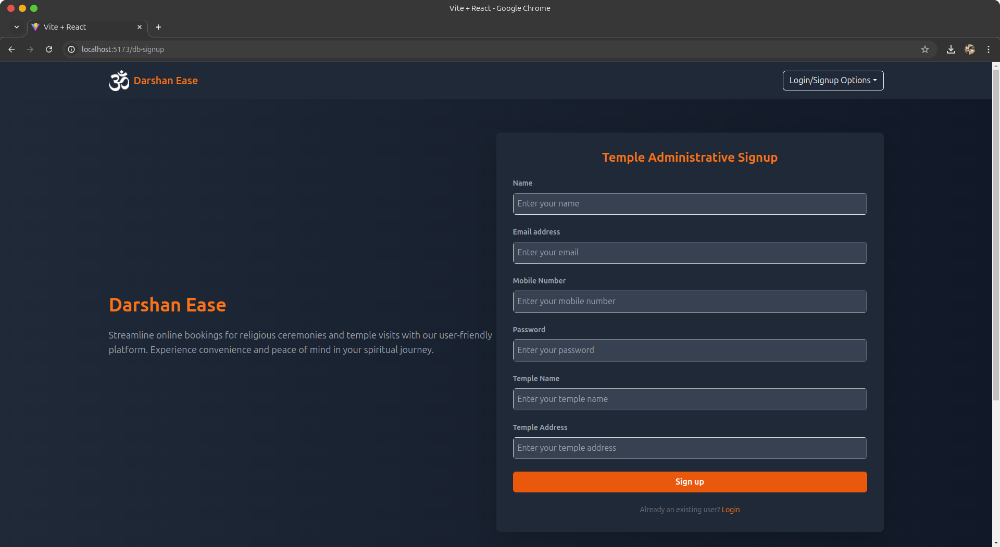 Vite + React - Google Chrome
Vite + React
localhost:5173/db-signup
ॐ Darshan Ease
Login/Signup Options
Temple Administrative Signup
Name
Enter your name
Email address
Enter your email
Mobile Number
Enter your mobile number
Password
Enter your password
Temple Name
Enter your temple name
Temple Address
Enter your temple address
Sign up
Already an existing user? Login
Darshan Ease
Streamline online bookings for religious ceremonies and temple visits with our user-friendly
platform. Experience convenience and peace of mind in your spiritual journey.